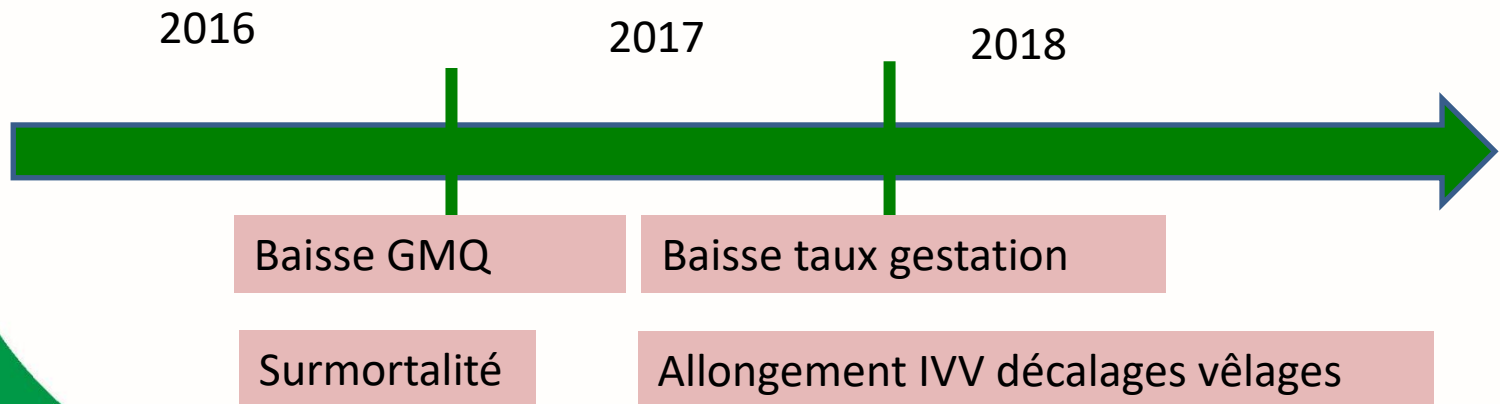 2016
2017
2018
Baisse GMQ
Baisse taux gestation
Surmortalité
Allongement IVV décalages vêlages